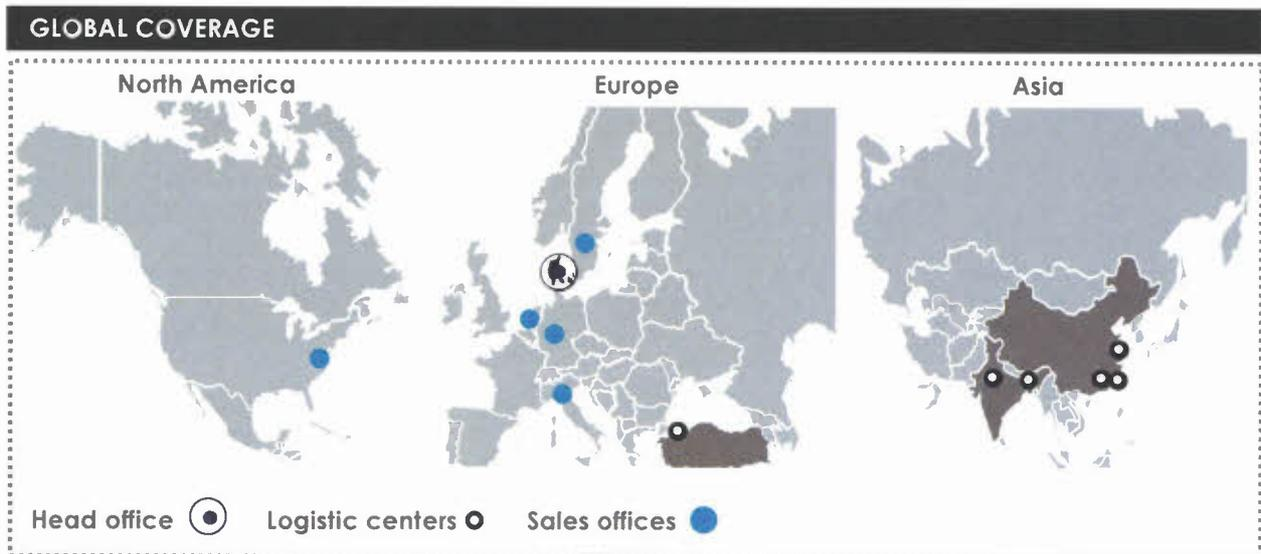 GLOBAL COVERAGE
North America Europe Asia
Head office Logistic centers Sales offices